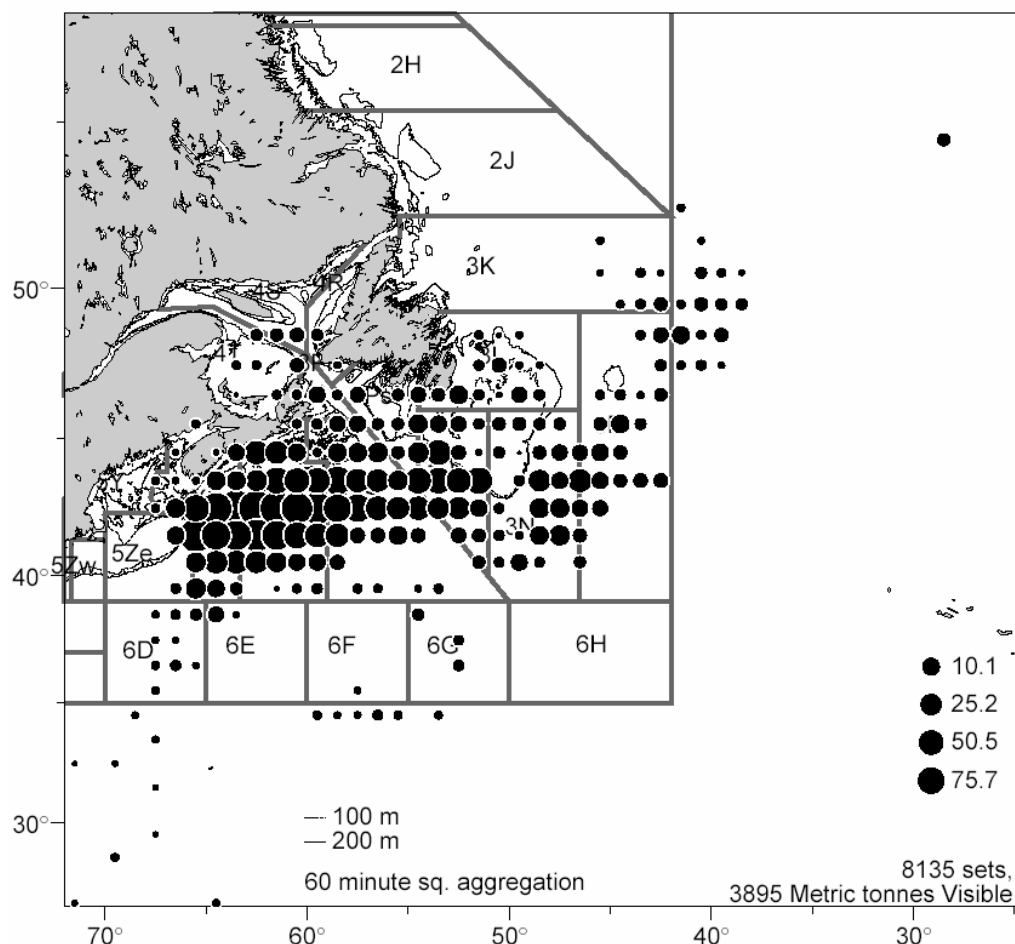 2H
2J
3K
50°
4S
4R
4T
3L
3N
5Ze
5Zw
40°
6D
6E
6F
6G
6H
10.1
25.2
50.5
75.7
100 m
200 m
30°
60 minute sq. aggregation
8135 sets,
3895 Metric tonnes Visible
70°
60°
50°
40°
30°